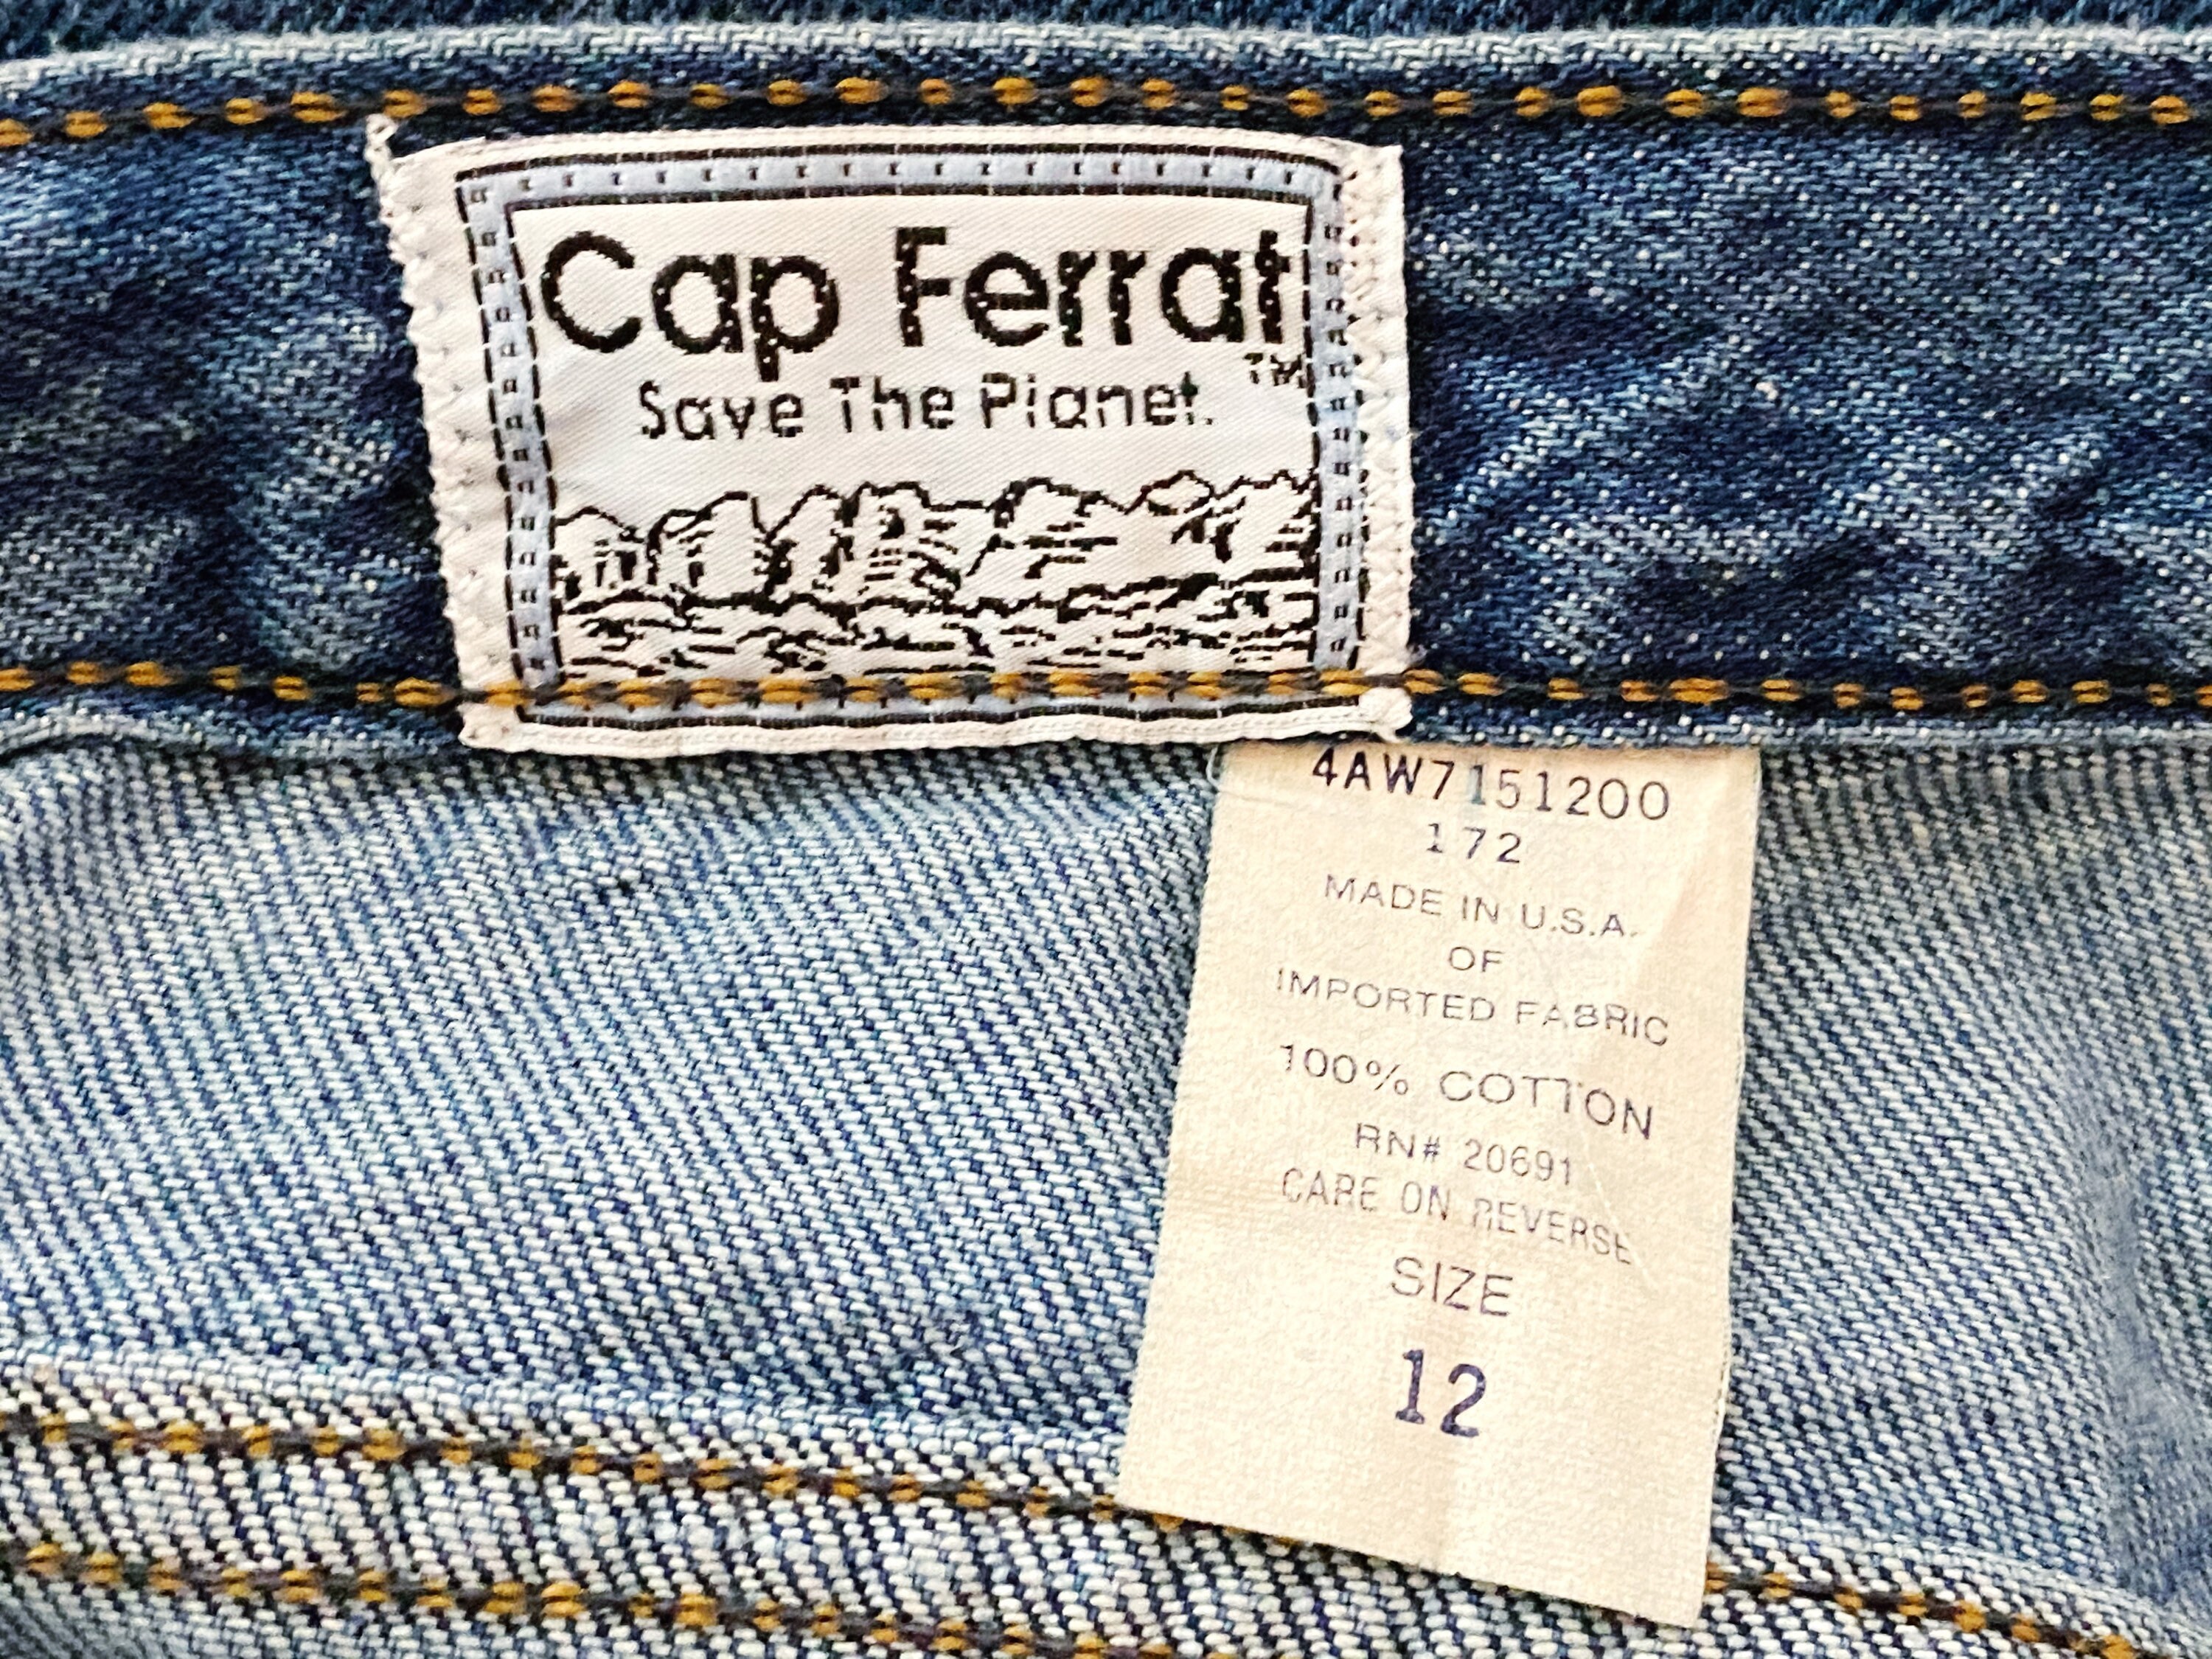 Cap Ferrat
TM
Save The Planet.
4AW7151200
172
MADE IN U.S.A.
OF
IMPORTED FABRIC
100% COTTON
RN# 20691
CARE ON REVERSE
SIZE
12